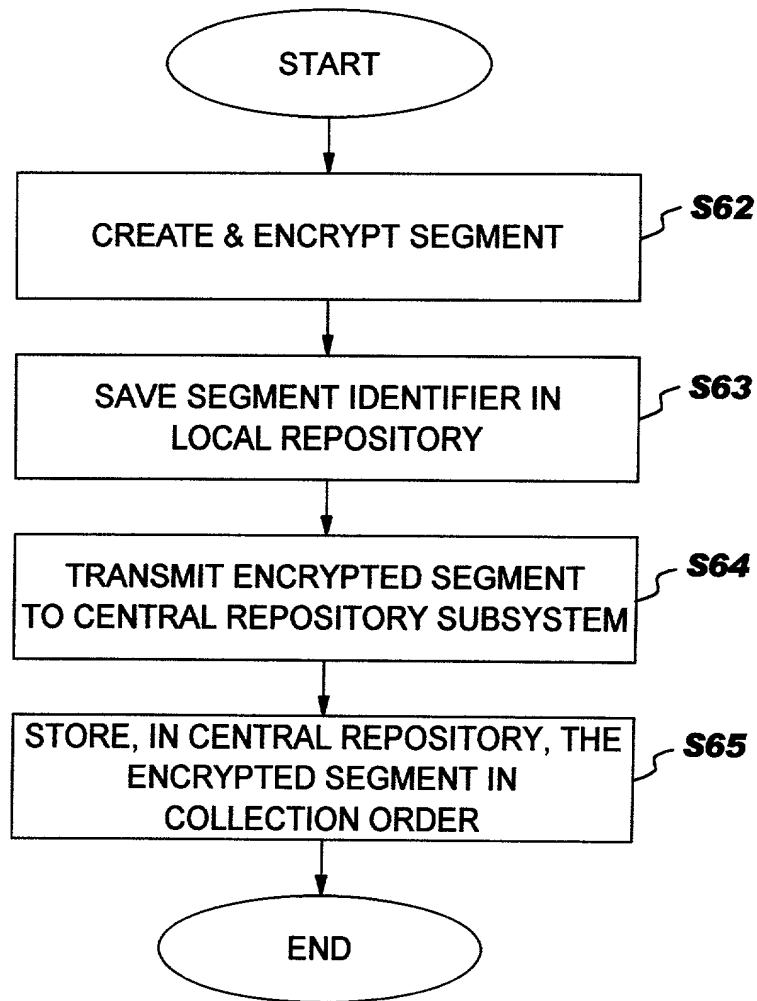 START
CREATE & ENCRYPT SEGMENT
S62
SAVE SEGMENT IDENTIFIER IN
LOCAL REPOSITORY
S63
TRANSMIT ENCRYPTED SEGMENT
TO CENTRAL REPOSITORY SUBSYSTEM
S64
STORE, IN CENTRAL REPOSITORY, THE
ENCRYPTED SEGMENT IN
COLLECTION ORDER
S65
END